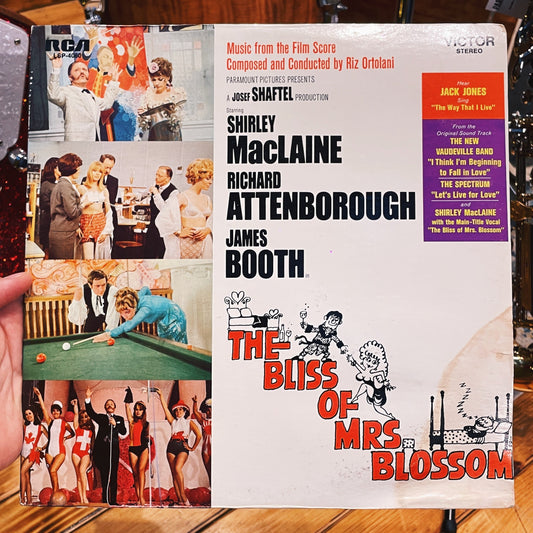 RCA
LSP-4080
Music from the Film Score
Composed and Conducted by Riz Ortolani
PARAMOUNT PICTURES PRESENTS
A JOSEF SHAFTEL PRODUCTION
Starring
SHIRLEY
MacLAINE
RICHARD
ATTENBOROUGH
JAMES
BOOTH
VICTOR
STEREO
Hear
JACK JONES
Sing
"The Way That I Live"
From the
Original Sound Track
THE NEW
VAUDEVILLE BAND
"I Think I'm Beginning
to Fall in Love"
THE SPECTRUM
"Let's Live for Love"
and
SHIRLEY MacLAINE
with the Main-Title Vocal
"The Bliss of Mrs. Blossom"
THE
BLISS
OF
MRS.
BLOSSOM